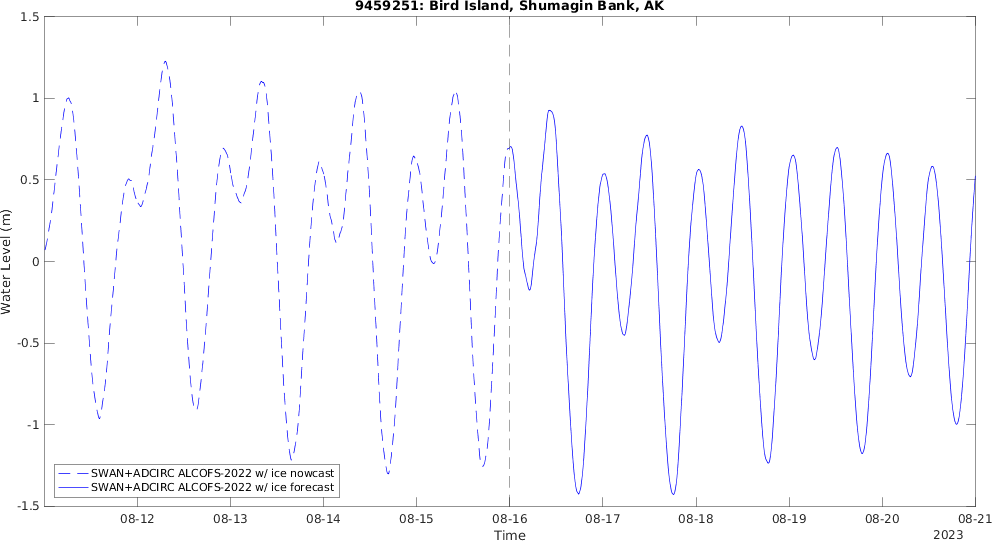 9459251: Bird Island, Shumagin Bank, AK
1.5
1
0.5
0
-0.5
-1
-1.5
Water Level (m)
SWAN+ADCIRC ALCOFS-2022 w/ ice nowcast
SWAN+ADCIRC ALCOFS-2022 w/ ice forecast
08-12 08-13 08-14 08-15 08-16 08-17 08-18 08-19 08-20 08-21
Time
2023